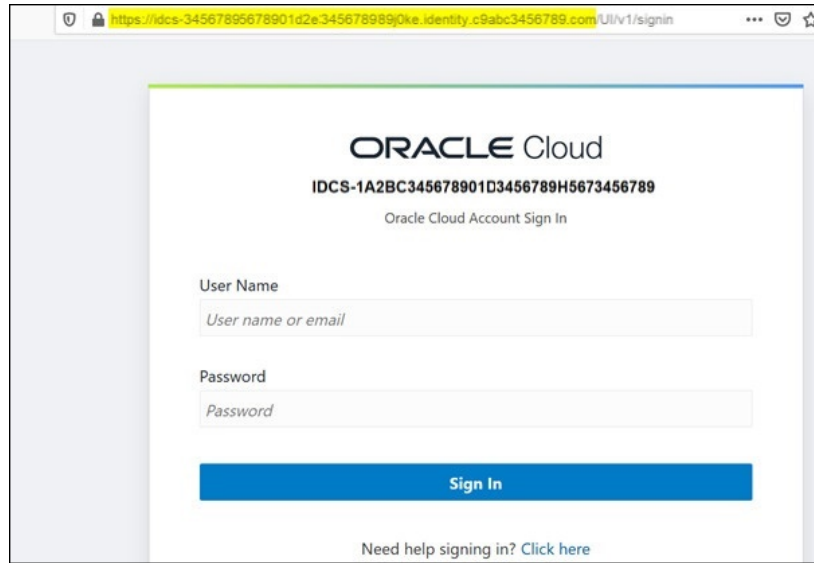 https://idcs-34567895678901d2e345678989j0ke.identity.c9abc3456789.com/UI/v1/signin
ORACLE Cloud
IDCS-1A2BC345678901D3456789H5673456789
Oracle Cloud Account Sign In
User Name
User name or email
Password
Password
Sign In
Need help signing in? Click here